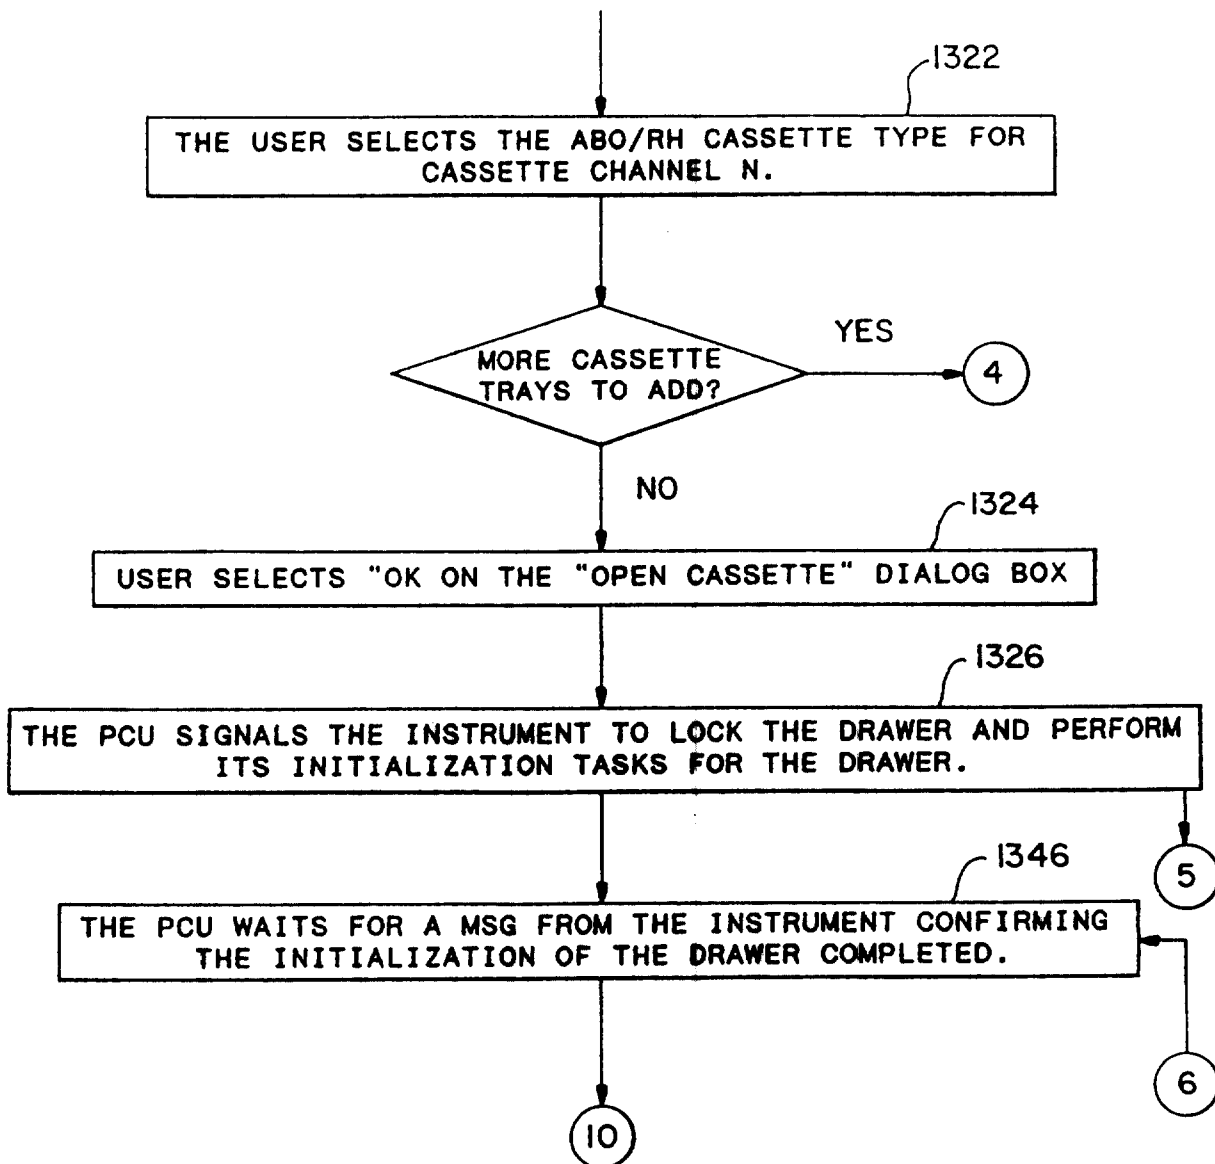 1322
THE USER SELECTS THE ABO/RH CASSETTE TYPE FOR
CASSETTE CHANNEL N.
MORE CASSETTE
TRAYS TO ADD?
YES
4
NO
1324
USER SELECTS "OK ON THE "OPEN CASSETTE" DIALOG BOX
1326
THE PCU SIGNALS THE INSTRUMENT TO LOCK THE DRAWER AND PERFORM
ITS INITIALIZATION TASKS FOR THE DRAWER.
5
1346
THE PCU WAITS FOR A MSG FROM THE INSTRUMENT CONFIRMING
THE INITIALIZATION OF THE DRAWER COMPLETED.
6
10